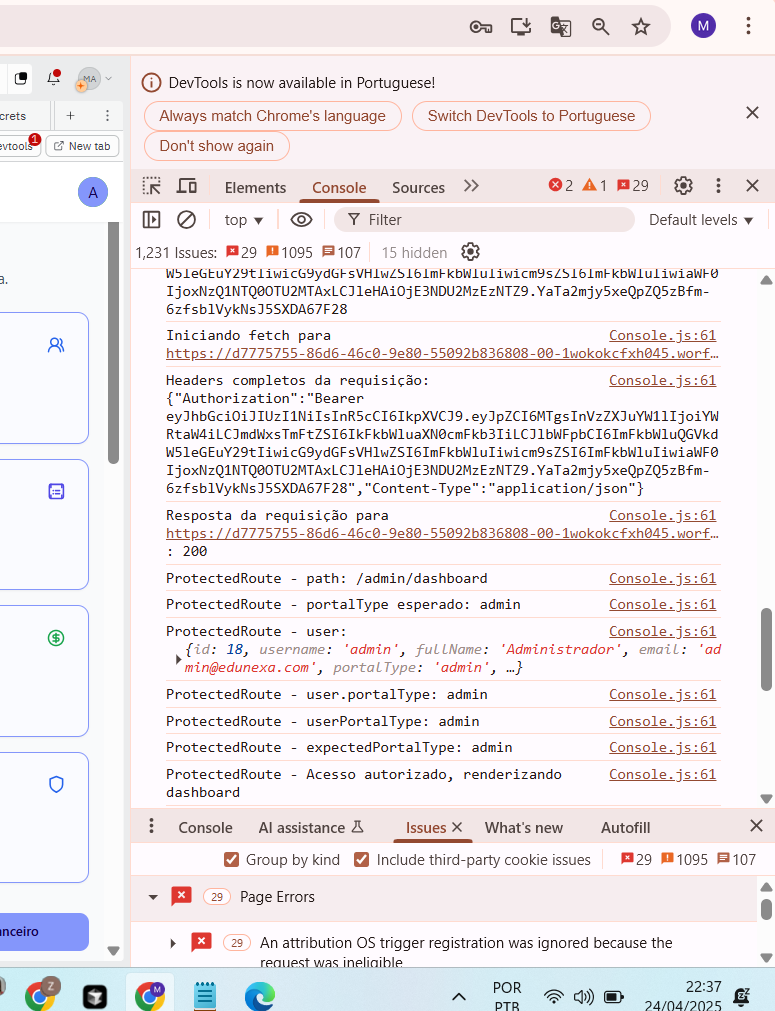 M
DevTools is now available in Portuguese!
Always match Chrome's language
Switch DevTools to Portuguese
Don't show again
MA
crets
+
evtools
1
New tab
A
a.
anceiro
Elements
Console
Sources
2
1
29
top
Filter
Default levels
1,231 Issues:
29
1095
107
15 hidden
W5leGEuY29tIiwicG9ydGFsVHlwZSI6ImFkbWluIiwicm9sZSI6ImFkbWluIiwiaWF0
IjoxNzQ1NTQ0OTU2MTAxLCJleHAiOjE3NDU2MzEzNTZ9.YaTa2mjy5xeQpZQ5zBfm-
6zfsblVykNsJ5SXDA67F28
Iniciando fetch para
Console.js:61
https://d7775755-86d6-46c0-9e80-55092b836808-00-1wokokcfxh045.worf…
Headers completos da requisição:
Console.js:61
{"Authorization":"Bearer
eyJhbGciOiJIUzI1NiIsInR5cCI6IkpXVCJ9.eyJpZCI6MTgsInVzZXJuYW1lIjoiYW
RtaW4iLCJmdWxsTmFtZSI6IkFkbWluaXN0cmFkb3IiLCJlbWFpbCI6ImFkbWluQGVkd
W5leGEuY29tIiwicG9ydGFsVHlwZSI6ImFkbWluIiwicm9sZSI6ImFkbWluIiwiaWF0
IjoxNzQ1NTQ0OTU2MTAxLCJleHAiOjE3NDU2MzEzNTZ9.YaTa2mjy5xeQpZQ5zBfm-
6zfsblVykNsJ5SXDA67F28","Content-Type":"application/json"}
Resposta da requisição para
Console.js:61
https://d7775755-86d6-46c0-9e80-55092b836808-00-1wokokcfxh045.worf…
: 200
ProtectedRoute - path: /admin/dashboard
Console.js:61
ProtectedRoute - portalType esperado: admin
Console.js:61
ProtectedRoute - user:
Console.js:61
{id: 18, username: 'admin', fullName: 'Administrador', email: 'ad
min@edunexa.com', portalType: 'admin', …}
ProtectedRoute - user.portalType: admin
Console.js:61
ProtectedRoute - userPortalType: admin
Console.js:61
ProtectedRoute - expectedPortalType: admin
Console.js:61
ProtectedRoute - Acesso autorizado, renderizando
Console.js:61
dashboard
Console
AI assistance
Issues
What's new
Autofill
Group by kind
Include third-party cookie issues
29
1095
107
29
Page Errors
29
An attribution OS trigger registration was ignored because the
request was ineligible
Z
M
POR
PTB
22:37
24/04/2025